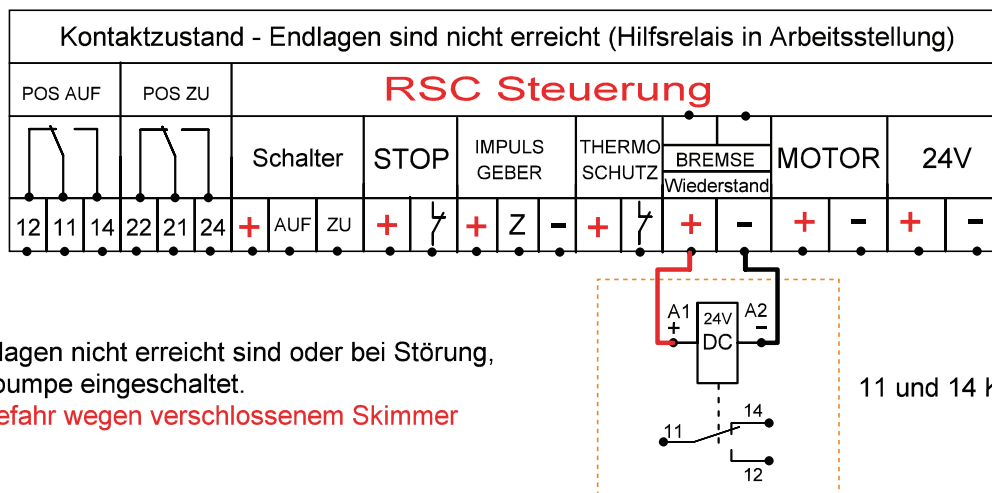 Kontaktzustand - Endlagen sind nicht erreicht (Hilfsrelais in Arbeitsstellung)
POS AUF POS ZU RSC Steuerung
Schalter STOP IMPULS GEBER THERMO SCHUTZ BREMSE Wiederstand MOTOR 24V
12 11 14 22 21 24 + AUF ZU + + Z - + + - + - + -
A1 + 24V DC A2 -
lagen nicht erreicht sind oder bei Störung,
pumpe eingeschaltet.
efahr wegen verschlossenem Skimmer
11 und 14 K
14
11
12